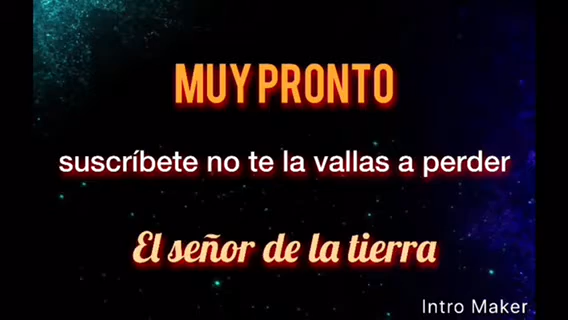 MUY PRONTO
suscríbete no te la vallas a perder
El señor de la tierra
Intro Maker